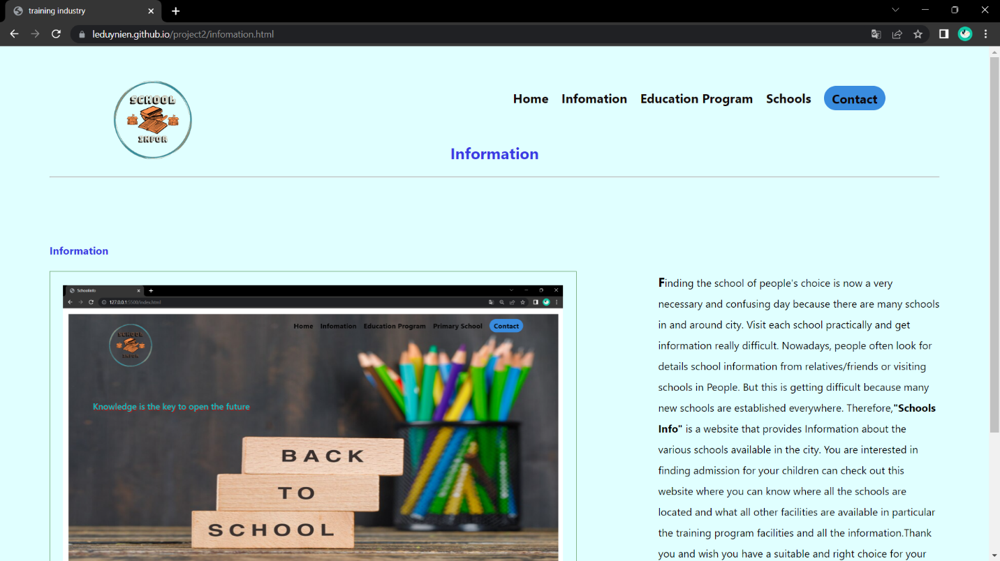 training industry
leduynien.github.io/project2/infomation.html
SCHOOL
INFOR
Home Infomation Education Program Schools Contact
Information
Information
SchoolInfo
127.0.0.1:5500/index.html
Home Infomation Education Program Primary School Contact
SCHOOL
INFOR
Knowledge is the key to open the future
BACK
TO
SCHOOL
Finding the school of people's choice is now a very
necessary and confusing day because there are many schools
in and around city. Visit each school practically and get
information really difficult. Nowadays, people often look for
details school information from relatives/friends or visiting
schools in People. But this is getting difficult because many
new schools are established everywhere. Therefore,"Schools
Info" is a website that provides Information about the
various schools available in the city. You are interested in
finding admission for your children can check out this
website where you can know where all the schools are
located and what all other facilities are available in particular
the training program facilities and all the information.Thank
you and wish you have a suitable and right choice for your